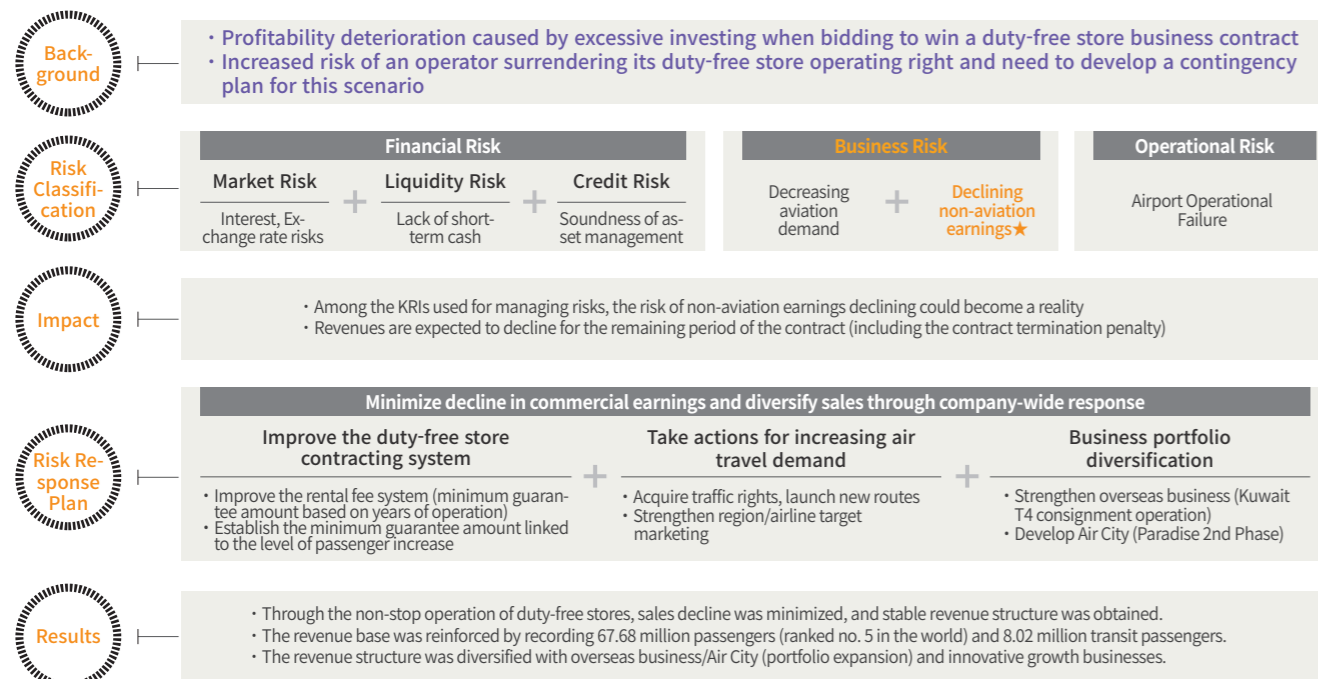 Back-
ground
· Profitability deterioration caused by excessive investing when bidding to win a duty-free store business contract
· Increased risk of an operator surrendering its duty-free store operating right and need to develop a contingency
plan for this scenario
Risk
Classifi-
cation
Financial Risk
Market Risk
Interest, Ex-
change rate risks
+
Liquidity Risk
Lack of short-
term cash
+
Credit Risk
Soundness of as-
set management
Business Risk
Decreasing
aviation
demand
+
Declining
non-aviation
earnings★
Operational Risk
Airport Operational
Failure
Impact
· Among the KRIs used for managing risks, the risk of non-aviation earnings declining could become a reality
· Revenues are expected to decline for the remaining period of the contract (including the contract termination penalty)
Risk Re-
sponse
Plan
Minimize decline in commercial earnings and diversify sales through company-wide response
Improve the duty-free store
contracting system
· Improve the rental fee system (minimum guaran-
tee amount based on years of operation)
· Establish the minimum guarantee amount linked
to the level of passenger increase
+
Take actions for increasing air
travel demand
· Acquire traffic rights, launch new routes
· Strengthen region/airline target
marketing
+
Business portfolio
diversification
· Strengthen overseas business (Kuwait
T4 consignment operation)
· Develop Air City (Paradise 2nd Phase)
Results
· Through the non-stop operation of duty-free stores, sales decline was minimized, and stable revenue structure was obtained.
· The revenue base was reinforced by recording 67.68 million passengers (ranked no. 5 in the world) and 8.02 million transit passengers.
· The revenue structure was diversified with overseas business/Air City (portfolio expansion) and innovative growth businesses.